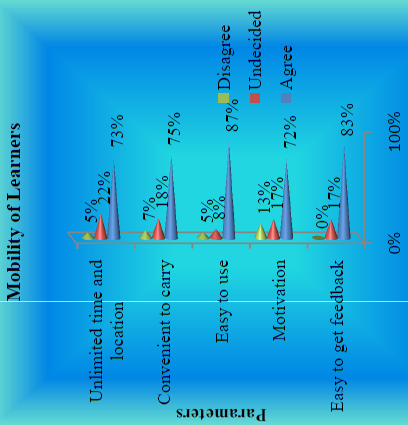 Mobility of Learners
Disagree
Undecided
Agree
100%
0%
5%
22%
73%
7%
18%
75%
5%
8%
87%
13%
17%
72%
0%
17%
83%
Unlimited time and
location
Convenient to carry
Easy to use
Motivation
Easy to get feedback
Parameters